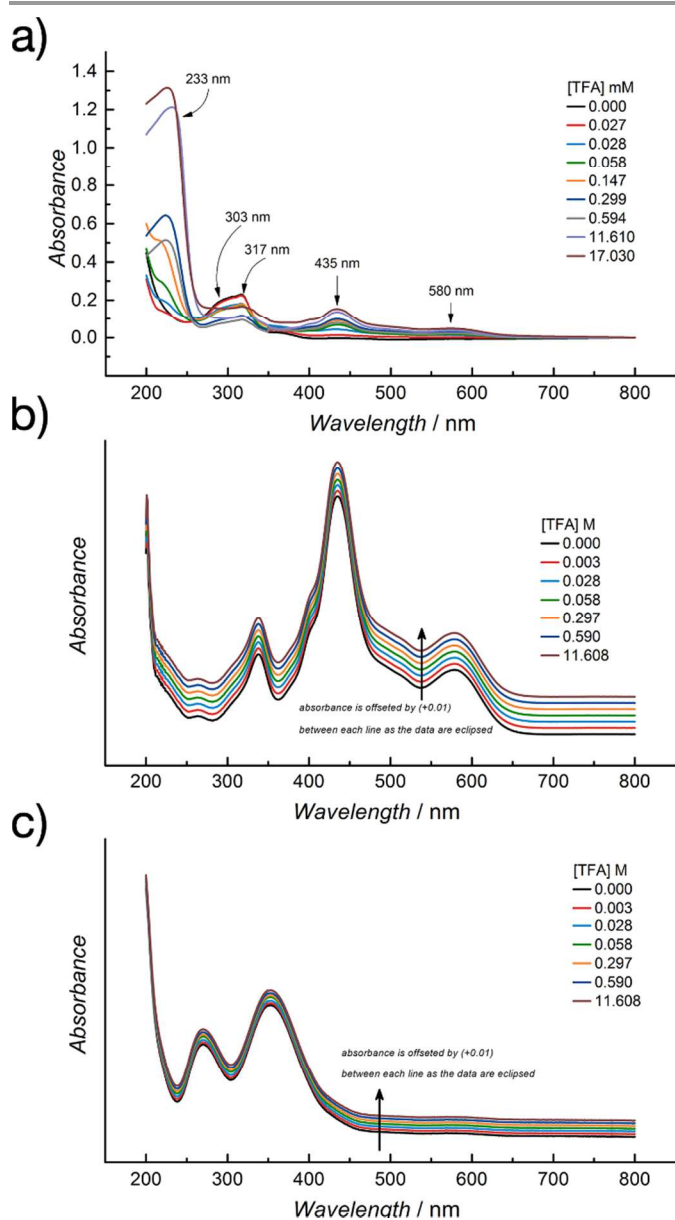 a)
233 nm
303 nm
317 nm
435 nm
580 nm
[TFA] mM
0.000
0.027
0.028
0.058
0.147
0.299
0.594
11.610
17.030
Absorbance
1.4
1.2
1.0
0.8
0.6
0.4
0.2
0.0
200 300 400 500 600 700 800
Wavelength / nm
b)
[TFA] M
0.000
0.003
0.028
0.058
0.297
0.590
11.608
Absorbance
absorbance is offseted by (+0.01)
between each line as the data are eclipsed
200 300 400 500 600 700 800
Wavelength / nm
c)
[TFA] M
0.000
0.003
0.028
0.058
0.297
0.590
11.608
Absorbance
absorbance is offseted by (+0.01)
between each line as the data are eclipsed
200 300 400 500 600 700 800
Wavelength / nm